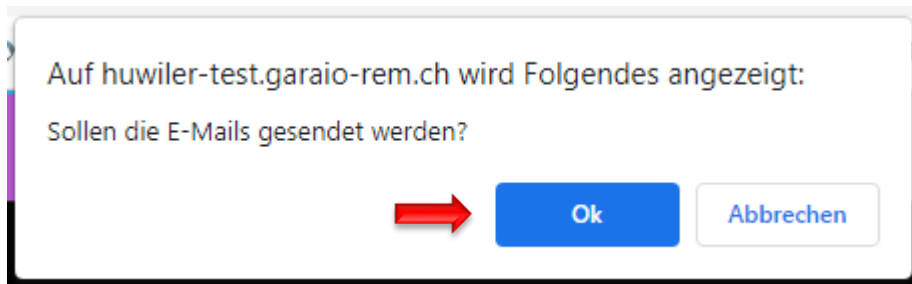 Auf huwiler-test.garaio-rem.ch wird Folgendes angezeigt:
Sollen die E-Mails gesendet werden?
Ok Abbrechen